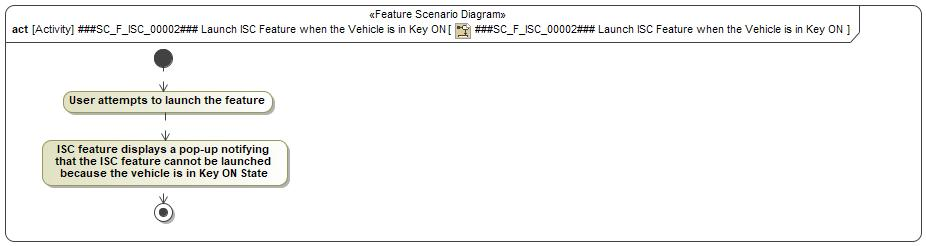 «Feature Scenario Diagram»
act [Activity] ###SC_F_ISC_00002### Launch ISC Feature when the Vehicle is in Key ON [ ###SC_F_ISC_00002### Launch ISC Feature when the Vehicle is in Key ON ]
User attempts to launch the feature
ISC feature displays a pop-up notifying
that the ISC feature cannot be launched
because the vehicle is in Key ON State